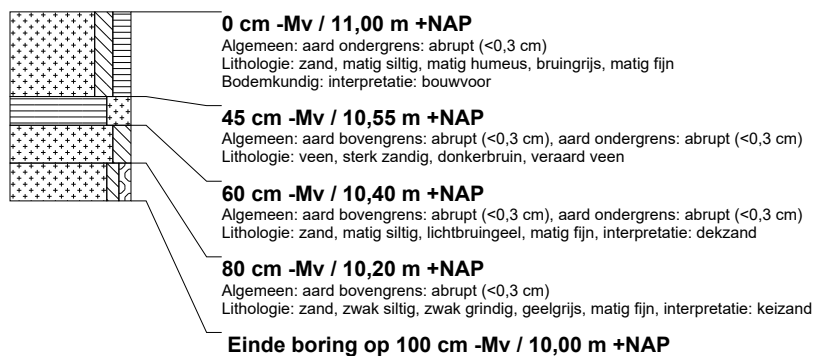 0 cm -Mv / 11,00 m +NAP
Algemeen: aard ondergrens: abrupt (<0,3 cm)
Lithologie: zand, matig siltig, matig humeus, bruingrijs, matig fijn
Bodemkundig: interpretatie: bouwvoor
45 cm -Mv / 10,55 m +NAP
Algemeen: aard bovengrens: abrupt (<0,3 cm), aard ondergrens: abrupt (<0,3 cm)
Lithologie: veen, sterk zandig, donkerbruin, veraard veen
60 cm -Mv / 10,40 m +NAP
Algemeen: aard bovengrens: abrupt (<0,3 cm), aard ondergrens: abrupt (<0,3 cm)
Lithologie: zand, matig siltig, lichtbruingeel, matig fijn, interpretatie: dekzand
80 cm -Mv / 10,20 m +NAP
Algemeen: aard bovengrens: abrupt (<0,3 cm)
Lithologie: zand, zwak siltig, zwak grindig, geelgrijs, matig fijn, interpretatie: keizand
Einde boring op 100 cm -Mv / 10,00 m +NAP